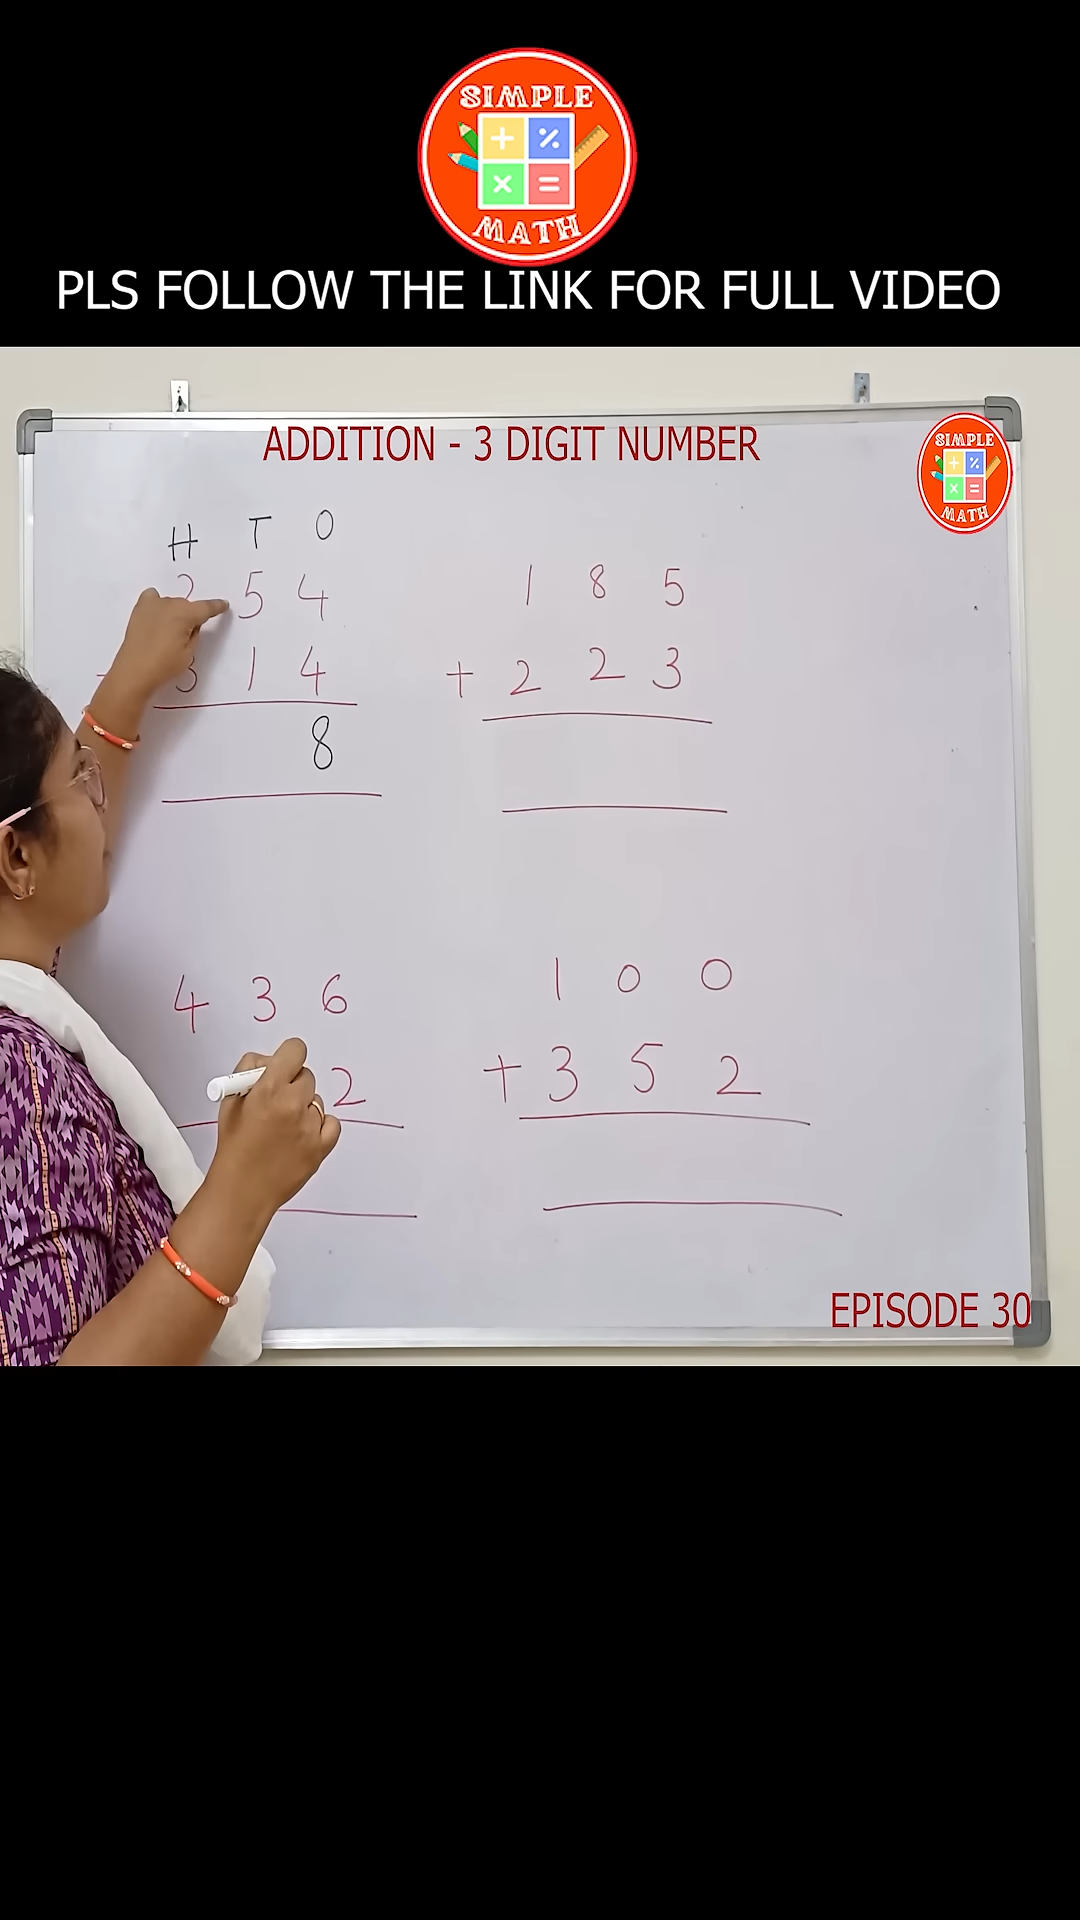 SIMPLE
+ %
× =
MATH
PLS FOLLOW THE LINK FOR FULL VIDEO
ADDITION - 3 DIGIT NUMBER
SIMPLE
+ %
× =
MATH
H T O
2 5 4
+ 3 1 4
8
1 8 5
+ 2 2 3
4 3 6
2
1 0 0
+ 3 5 2
EPISODE 30